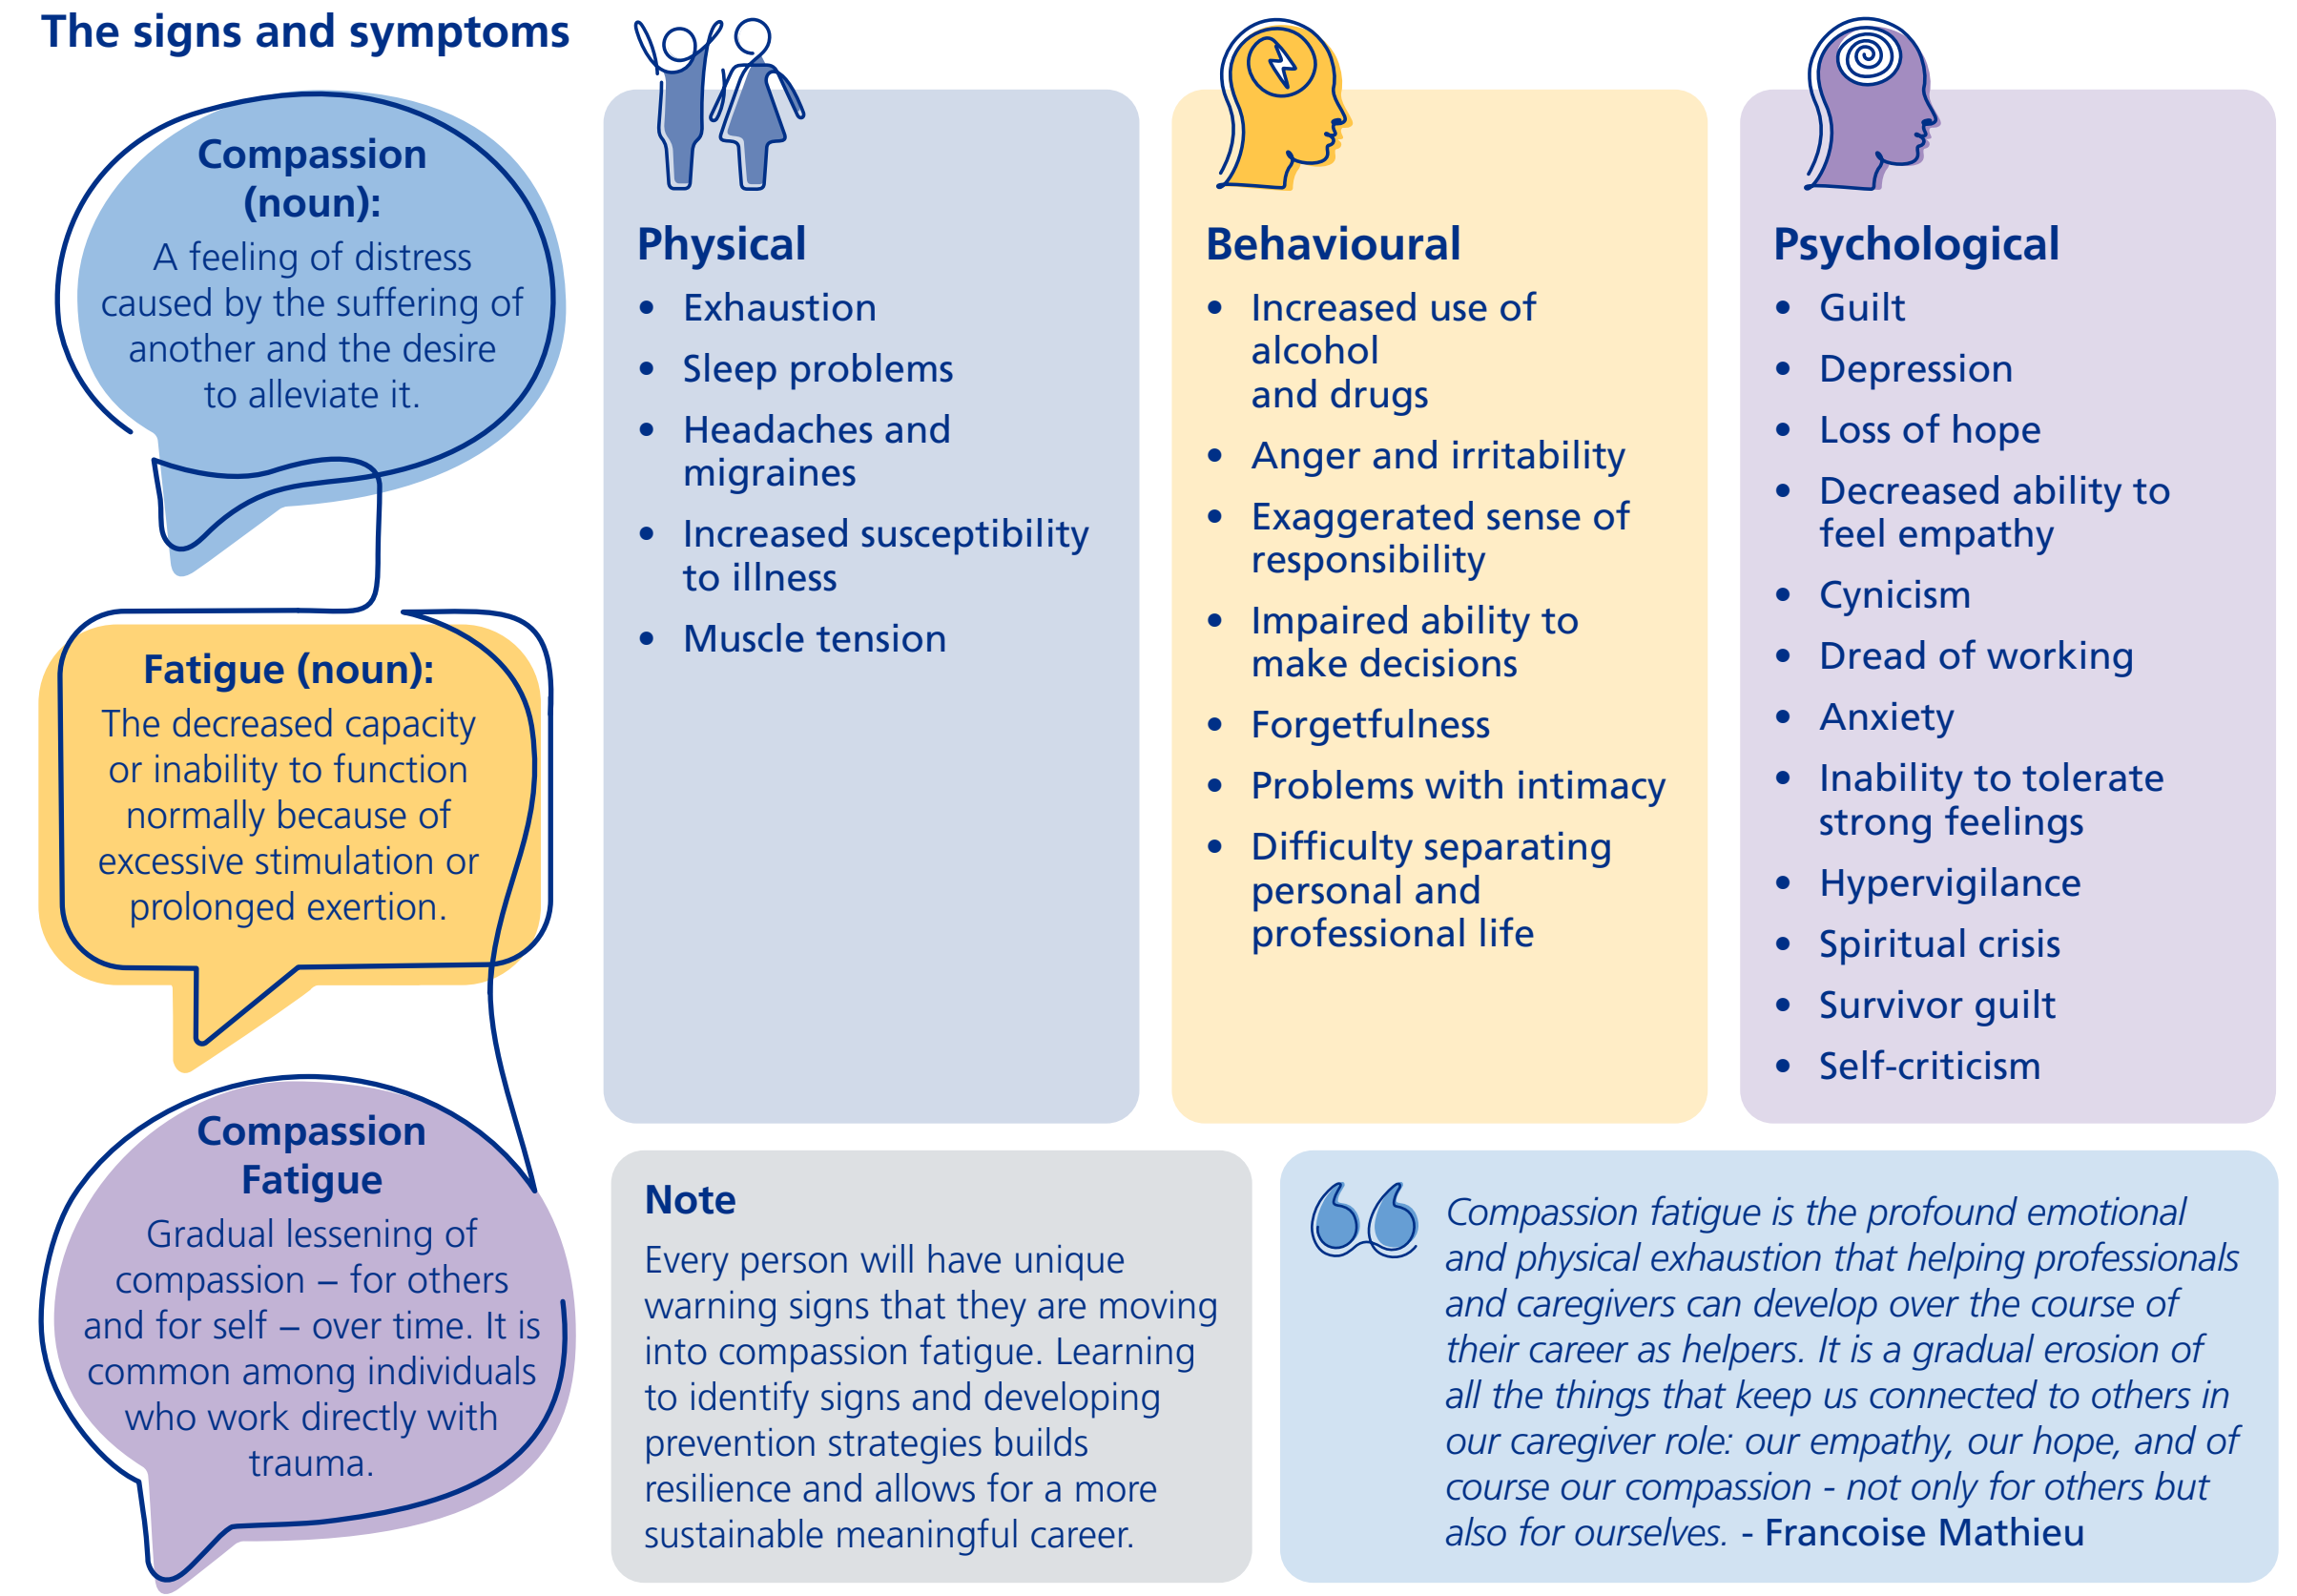 The signs and symptoms
Compassion
(noun):
A feeling of distress
caused by the suffering of
another and the desire
to alleviate it.
Fatigue (noun):
The decreased capacity
or inability to function
normally because of
excessive stimulation or
prolonged exertion.
Compassion
Fatigue
Gradual lessening of
compassion – for others
and for self – over time. It is
common among individuals
who work directly with
trauma.
Physical
• Exhaustion
• Sleep problems
• Headaches and
migraines
• Increased susceptibility
to illness
• Muscle tension
Behavioural
• Increased use of
alcohol
and drugs
• Anger and irritability
• Exaggerated sense of
responsibility
• Impaired ability to
make decisions
• Forgetfulness
• Problems with intimacy
• Difficulty separating
personal and
professional life
Psychological
• Guilt
• Depression
• Loss of hope
• Decreased ability to
feel empathy
• Cynicism
• Dread of working
• Anxiety
• Inability to tolerate
strong feelings
• Hypervigilance
• Spiritual crisis
• Survivor guilt
• Self-criticism
Note
Every person will have unique
warning signs that they are moving
into compassion fatigue. Learning
to identify signs and developing
prevention strategies builds
resilience and allows for a more
sustainable meaningful career.
Compassion fatigue is the profound emotional
and physical exhaustion that helping professionals
and caregivers can develop over the course of
their career as helpers. It is a gradual erosion of
all the things that keep us connected to others in
our caregiver role: our empathy, our hope, and of
course our compassion - not only for others but
also for ourselves. - Francoise Mathieu